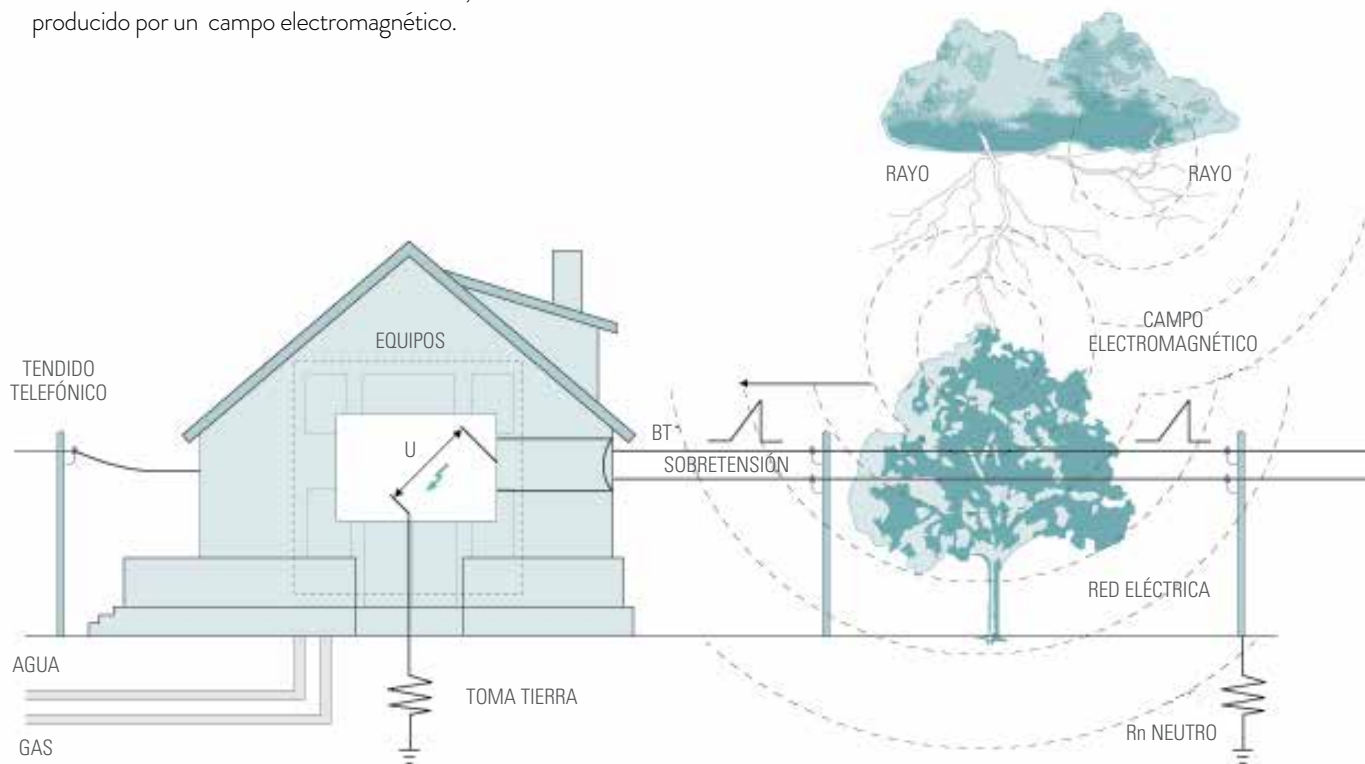 producido por un campo electromagnético.
RAYO
RAYO
EQUIPOS
CAMPO
ELECTROMAGNÉTICO
TENDIDO
TELEFÓNICO
U
BT
SOBRETENSIÓN
RED ELÉCTRICA
AGUA
TOMA TIERRA
GAS
Rn NEUTRO